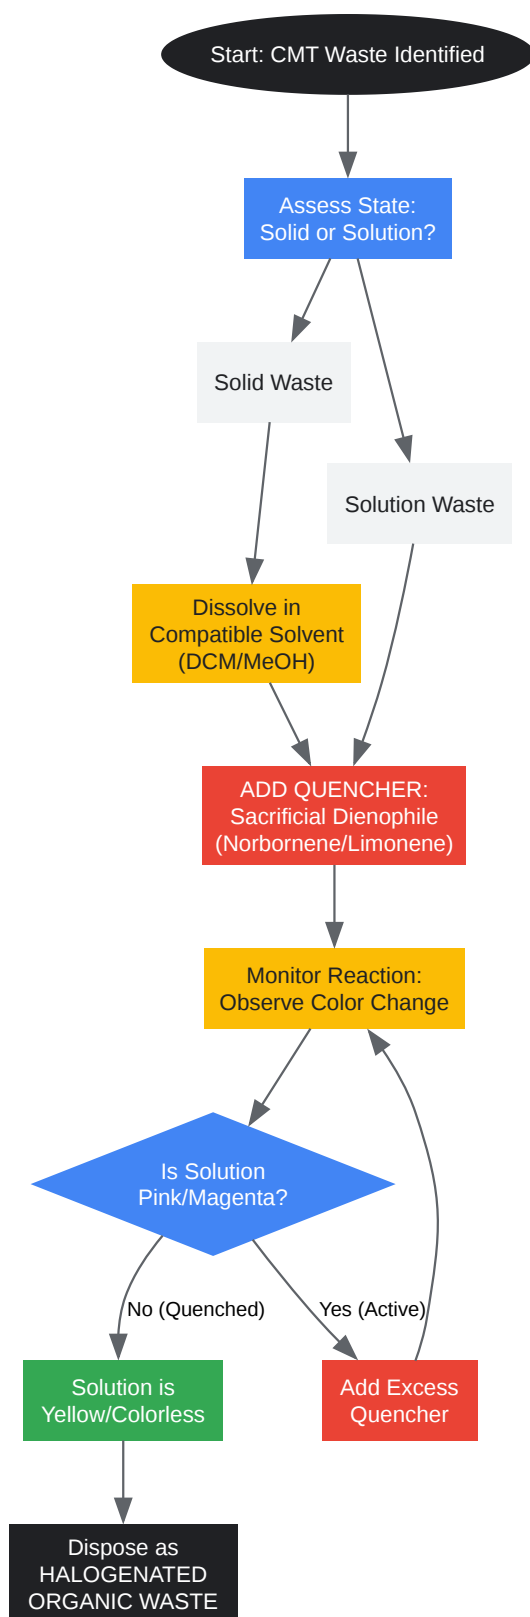 Start: CMT Waste Identified
Assess State:
Solid or Solution?
Solid Waste
Solution Waste
Dissolve in
Compatible Solvent
(DCM/MeOH)
ADD QUENCHER:
Sacrificial Dienophile
(Norbornene/Limonene)
Monitor Reaction:
Observe Color Change
Is Solution
Pink/Magenta?
No (Quenched)
Yes (Active)
Solution is
Yellow/Colorless
Add Excess
Quencher
Dispose as
HALOGENATED
ORGANIC WASTE